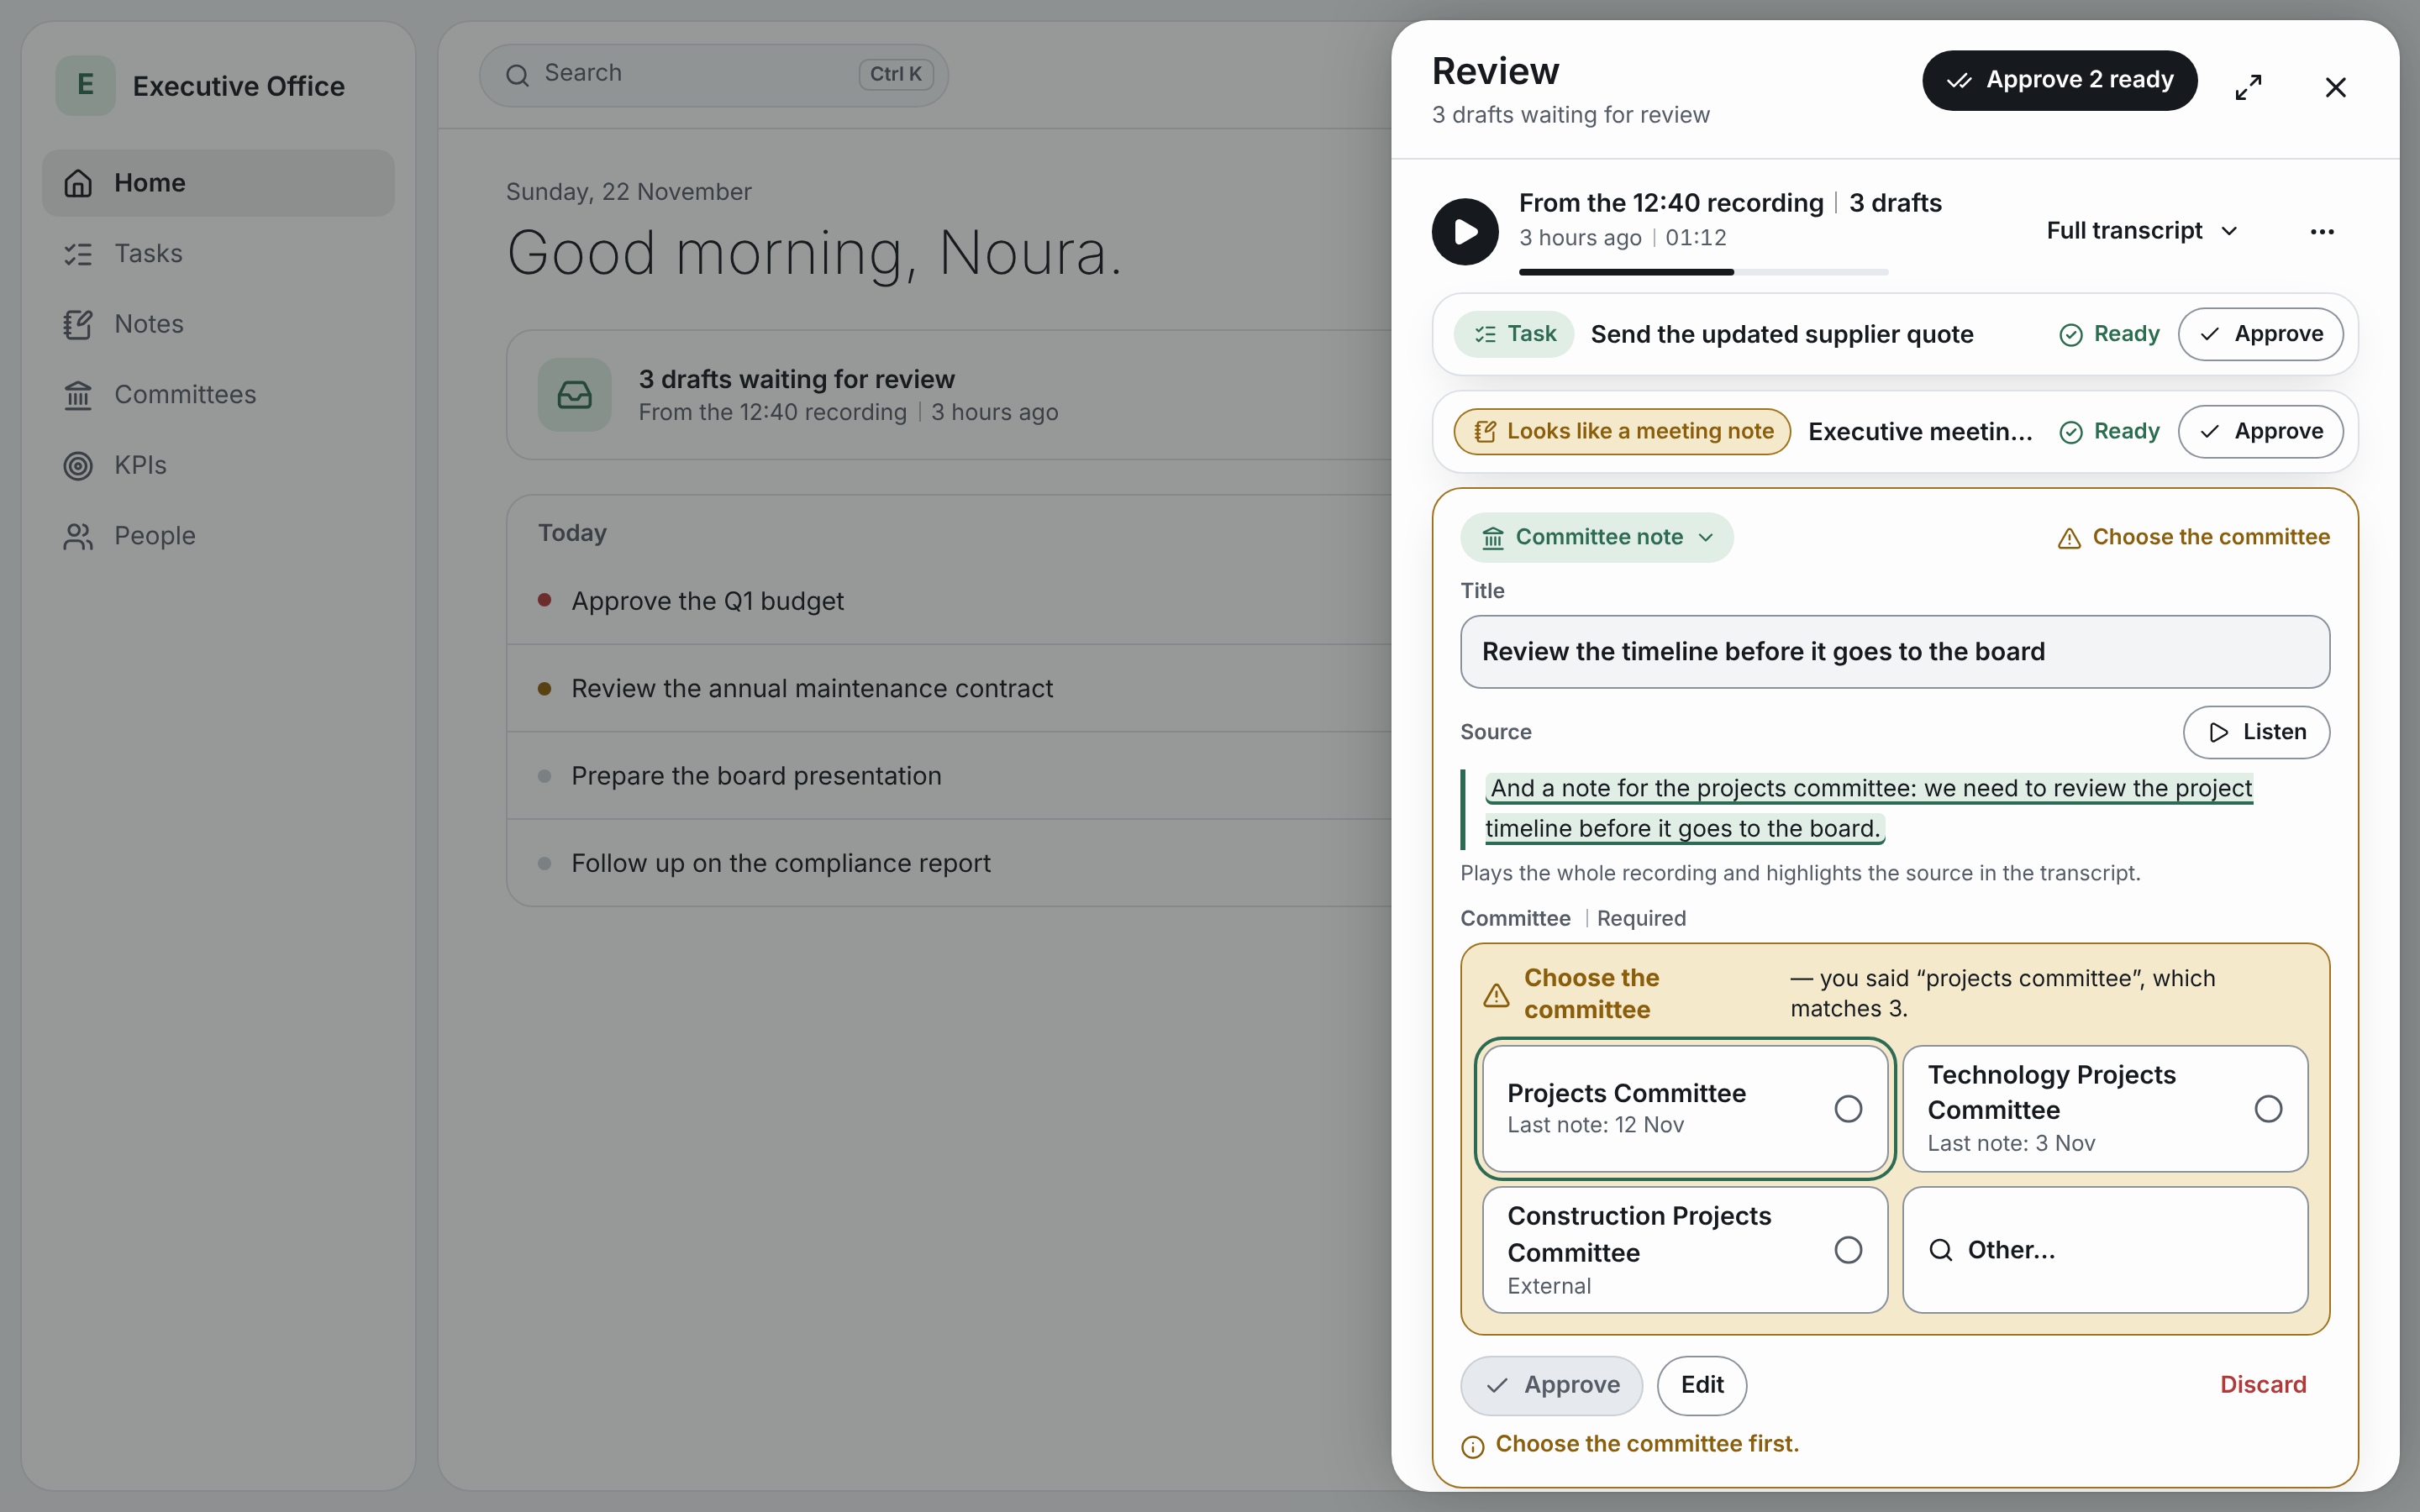 E Executive Office
Home
Tasks
Notes
Committees
KPIs
People
Search Ctrl K
Sunday, 22 November
Good morning, Noura.
3 drafts waiting for review
From the 12:40 recording | 3 hours ago
Today
Approve the Q1 budget
Review the annual maintenance contract
Prepare the board presentation
Follow up on the compliance report
Review
3 drafts waiting for review
Approve 2 ready
From the 12:40 recording | 3 drafts
3 hours ago | 01:12
Full transcript
Task Send the updated supplier quote Ready Approve
Looks like a meeting note Executive meetin... Ready Approve
Committee note Choose the committee
Title
Review the timeline before it goes to the board
Source Listen
And a note for the projects committee: we need to review the project
timeline before it goes to the board.
Plays the whole recording and highlights the source in the transcript.
Committee | Required
Choose the
committee
— you said “projects committee”, which
matches 3.
Projects Committee
Last note: 12 Nov
Technology Projects
Committee
Last note: 3 Nov
Construction Projects
Committee
External
Other...
Approve Edit Discard
Choose the committee first.